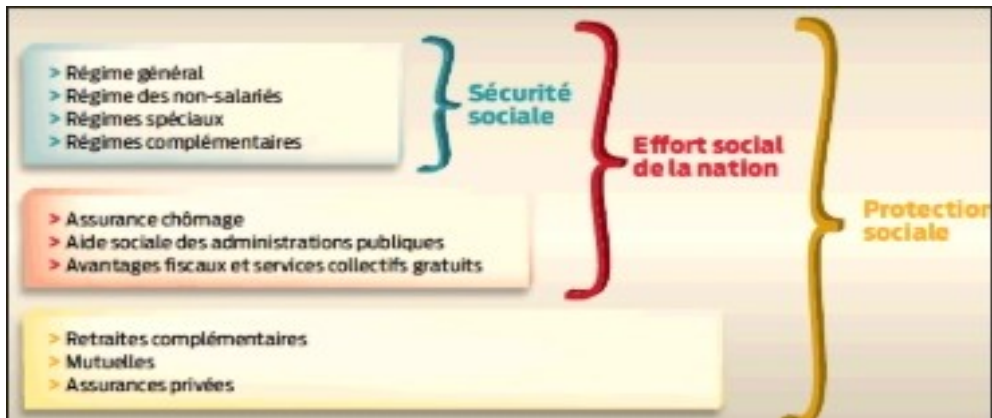 > Régime général
> Régime des non-salariés
> Régimes spéciaux
> Régimes complémentaires
Sécurité
sociale
> Assurance chômage
> Aide sociale des administrations publiques
> Avantages fiscaux et services collectifs gratuits
Effort social
de la nation
> Retraites complémentaires
> Mutuelles
> Assurances privées
Protection
sociale